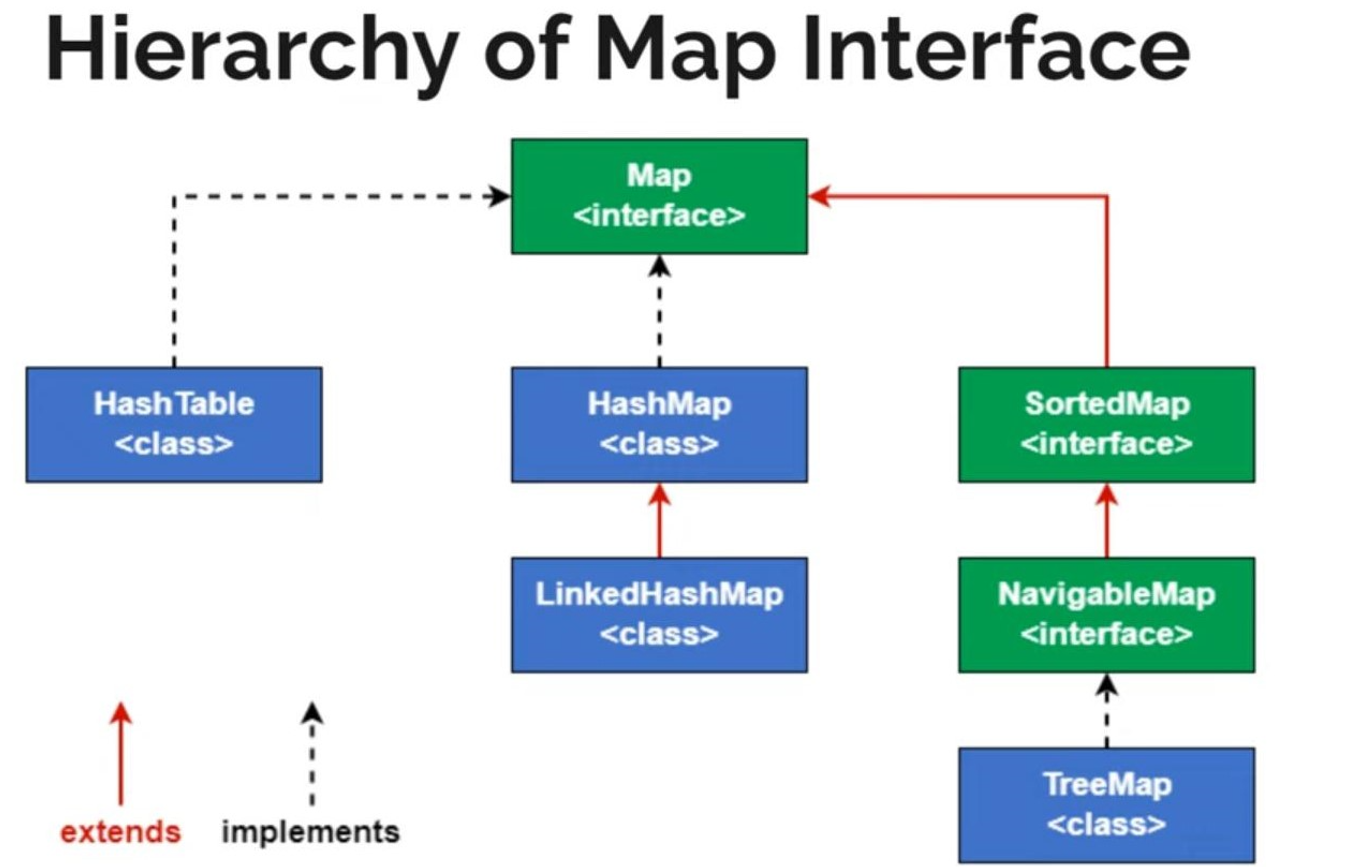 Hierarchy of Map Interface
Map
<interface>
HashTable
<class>
HashMap
<class>
SortedMap
<interface>
LinkedHashMap
<class>
NavigableMap
<interface>
TreeMap
<class>
extends
implements